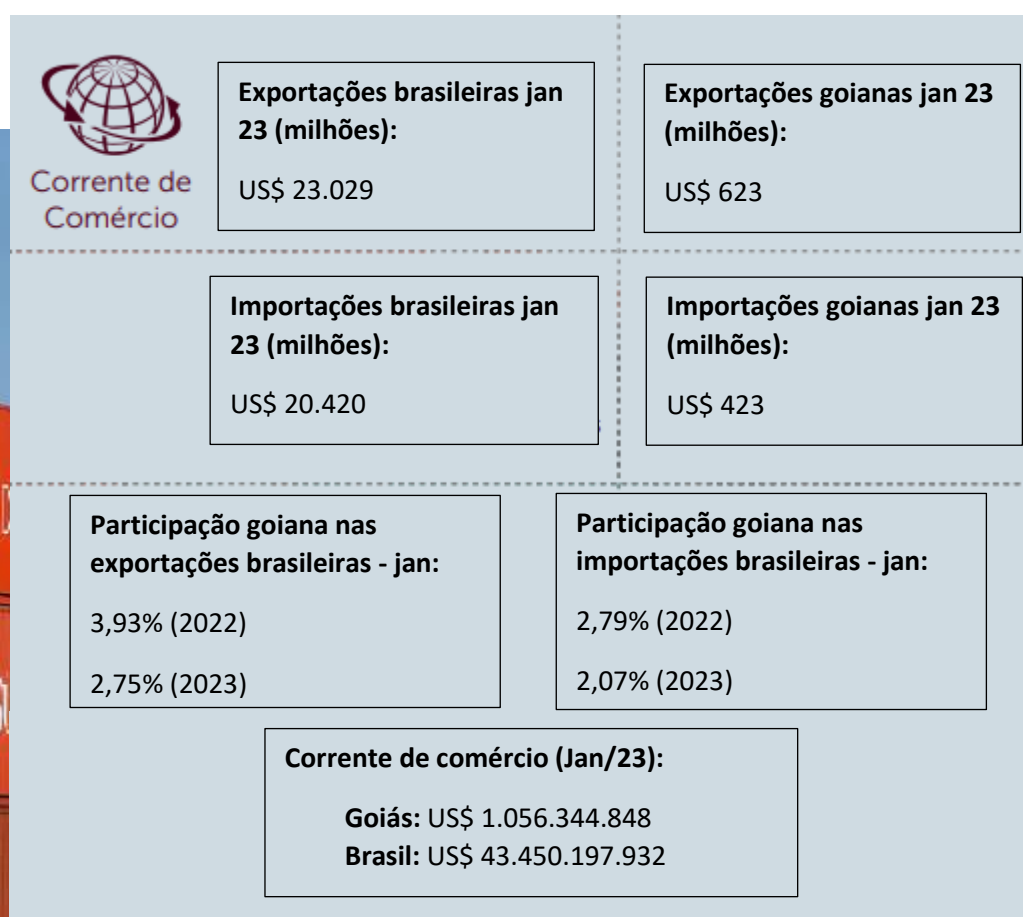 Corrente de
Comércio
Exportações brasileiras jan
23 (milhões):
US$ 23.029
Exportações goianas jan 23
(milhões):
US$ 623
Importações brasileiras jan
23 (milhões):
US$ 20.420
Importações goianas jan 23
(milhões):
US$ 423
Participação goiana nas
exportações brasileiras - jan:
3,93% (2022)
2,75% (2023)
Participação goiana nas
importações brasileiras - jan:
2,79% (2022)
2,07% (2023)
Corrente de comércio (Jan/23):
Goiás: US$ 1.056.344.848
Brasil: US$ 43.450.197.932